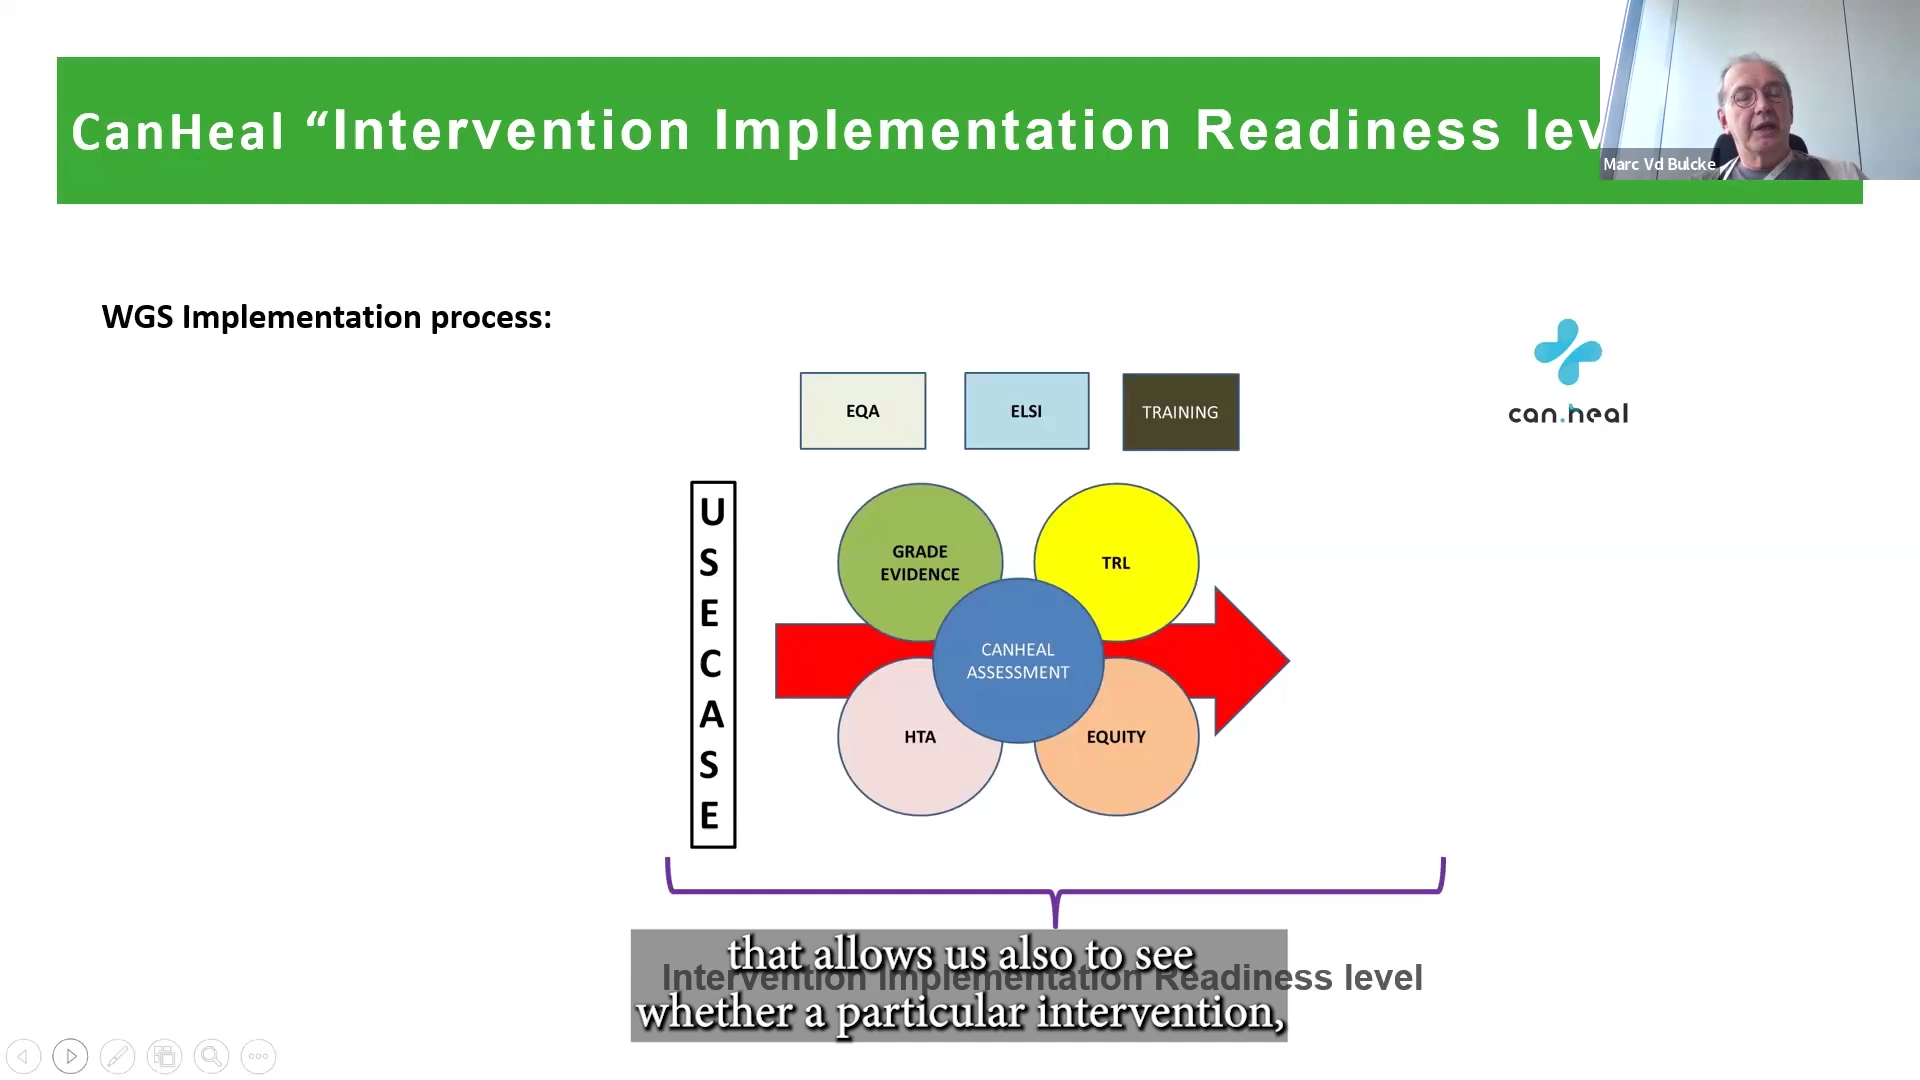 CanHeal “Intervention Implementation Readiness lev
Marc Vd Bulcke
WGS Implementation process:
can.heal
EQA
ELSI
TRAINING
USECASE
GRADE
EVIDENCE
TRL
CANHEAL
ASSESSMENT
HTA
EQUITY
that allows us also to see
Intervention Implementation Readiness level
whether a particular intervention,